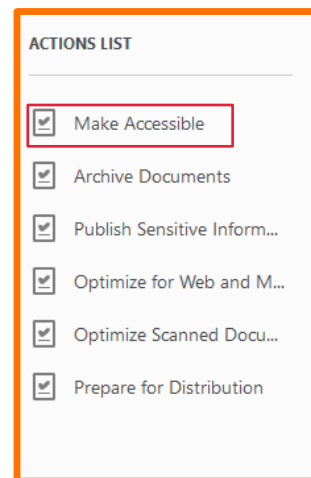 ACTIONS LIST
Make Accessible
Archive Documents
Publish Sensitive Inform...
Optimize for Web and M...
Optimize Scanned Docu...
Prepare for Distribution